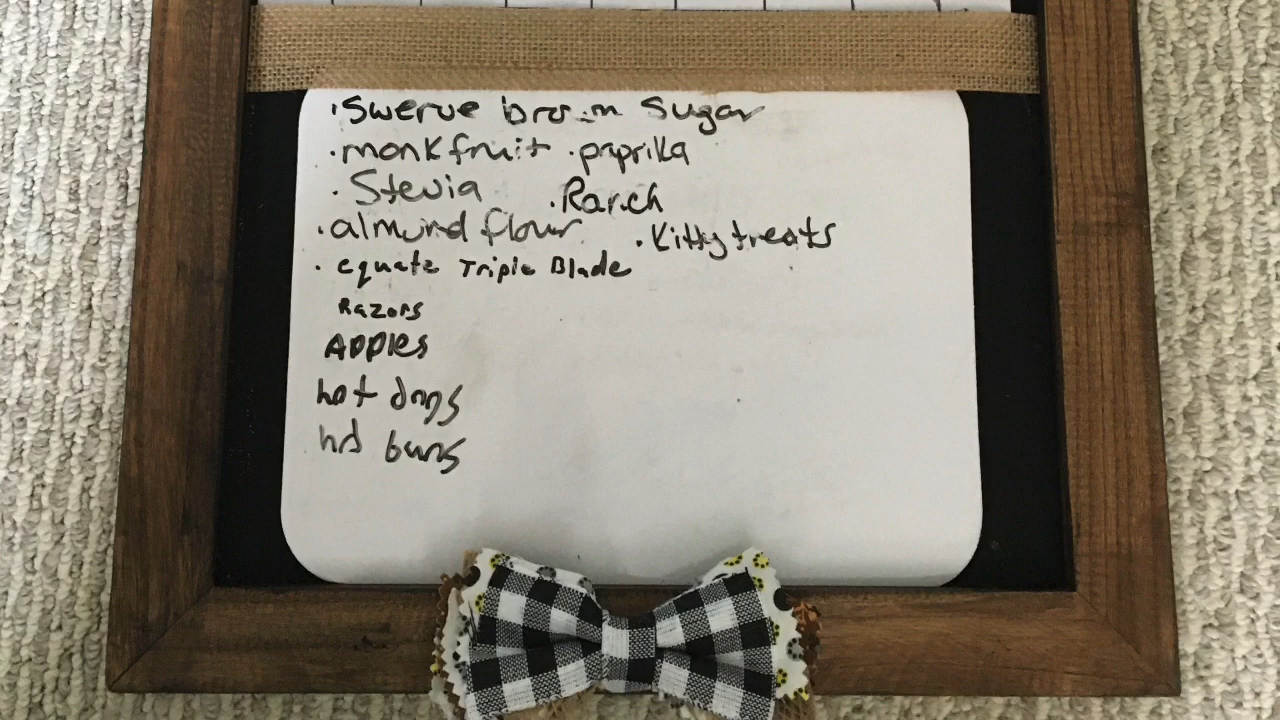 ·Swerve brown Sugar
·monkfruit ·paprika
·Stevia ·Ranch
·almond flour ·Kitty treats
·equate Triple Blade
Razors
Apples
hot dogs
hd buns